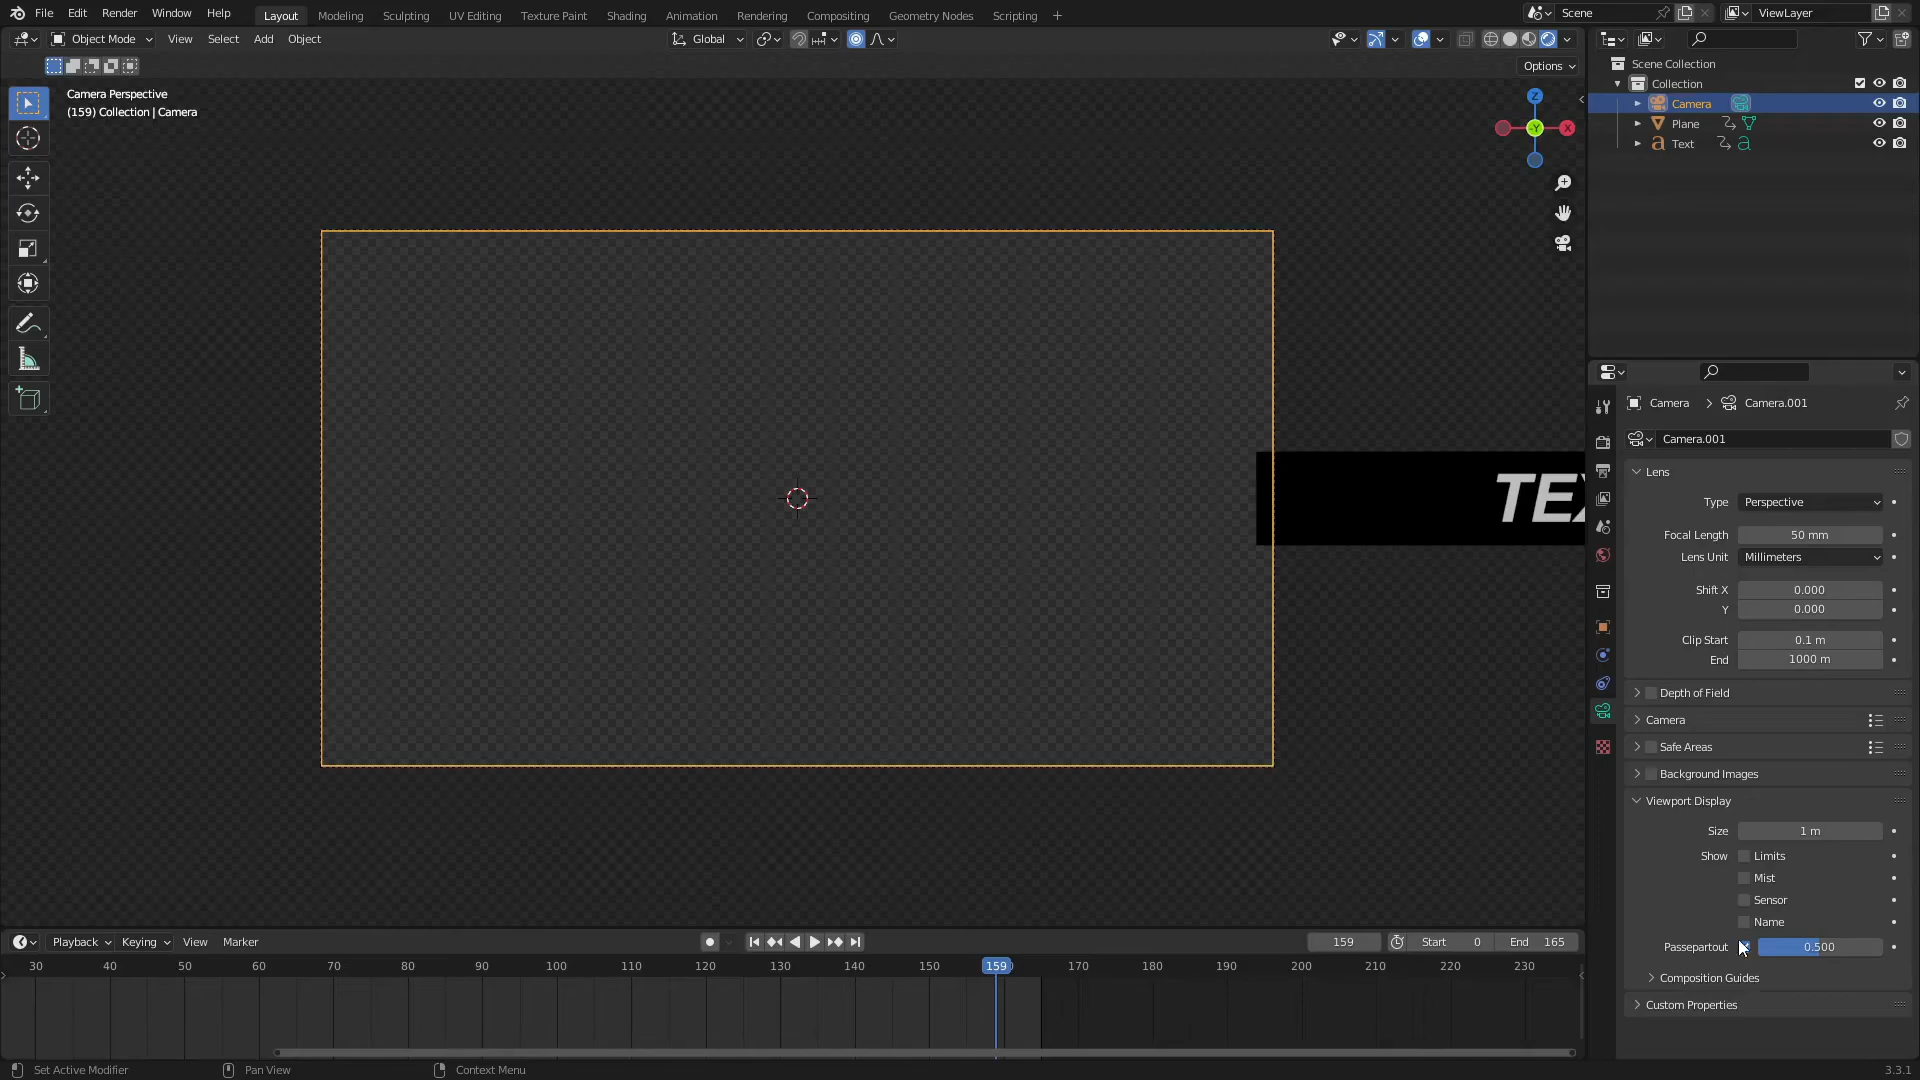 File Edit Render Window Help Layout Modeling Sculpting UV Editing Texture Paint Shading Animation Rendering Compositing Geometry Nodes Scripting + Scene ViewLayer
Object Mode View Select Add Object Global
Options
Camera Perspective
(159) Collection | Camera
Z
-Y
X
TEX
Scene Collection
Collection
Camera
Plane
Text
Camera > Camera.001
Camera.001
Lens
Type Perspective
Focal Length 50 mm
Lens Unit Millimeters
Shift X 0.000
Y 0.000
Clip Start 0.1 m
End 1000 m
Depth of Field
Camera
Safe Areas
Background Images
Viewport Display
Size 1 m
Show Limits
Mist
Sensor
Name
Passepartout 0.500
Composition Guides
Custom Properties
Playback Keying View Marker 159 Start 0 End 165
30 40 50 60 70 80 90 100 110 120 130 140 150 159 170 180 190 200 210 220 230
Set Active Modifier Pan View Context Menu 3.3.1